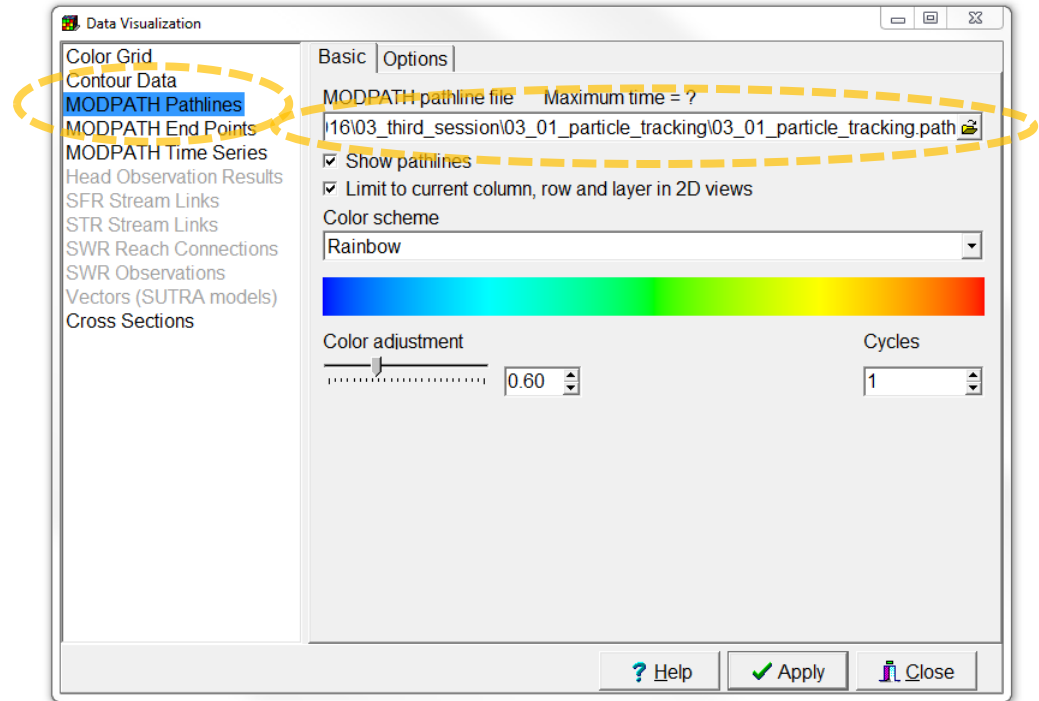 Data Visualization
Color Grid
Contour Data
MODPATH Pathlines
MODPATH End Points
MODPATH Time Series
Head Observation Results
SFR Stream Links
STR Stream Links
SWR Reach Connections
SWR Observations
Vectors (SUTRA models)
Cross Sections
Basic Options
MODPATH pathline file Maximum time = ?
16\03_third_session\03_01_particle_tracking\03_01_particle_tracking.path
Show pathlines
Limit to current column, row and layer in 2D views
Color scheme
Rainbow
Color adjustment Cycles
0.60 1
? Help Apply Close